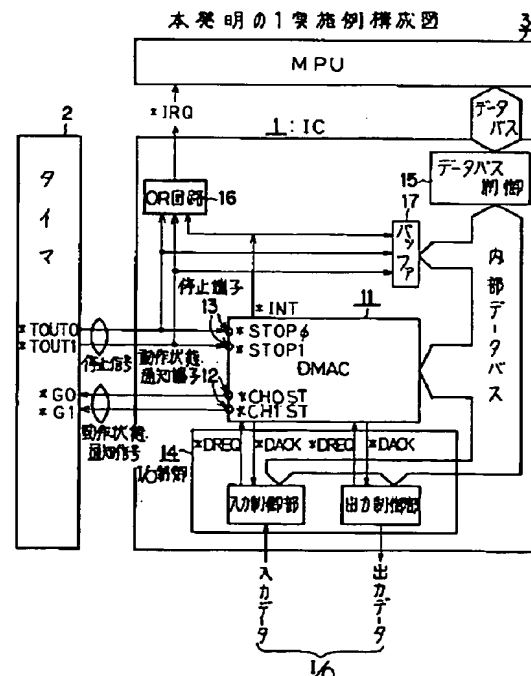 本発明の1実施例構成図
3
MPU
*IRQ
1:IC
データ
バス
2
タイマ
OR回路
16
15
データバス
制御
17
バッファ
内部データバス
停止端子
13
*INT
11
*TOUT0
*TOUT1
停止信号
動作状態
通知端子
12
*STOPφ
*STOP1
DMAC
*G0
*G1
動作状態
通知信号
*CH0ST
*CH1ST
14
I/O制御
*DREQ
*DACK
*DREQ
*DACK
入力制御部
出力制御部
入力データ
出力データ
I/O